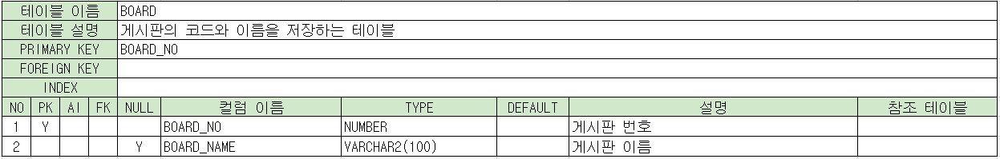 테이블 이름 BOARD
테이블 설명 게시판의 코드와 이름을 저장하는 테이블
PRIMARY KEY BOARD_NO
FOREIGN KEY
INDEX
NO PK AI FK NULL 컬럼 이름 TYPE DEFAULT 설명 참조 테이블
1 Y BOARD_NO NUMBER 게시판 번호
2 Y BOARD_NAME VARCHAR2(100) 게시판 이름